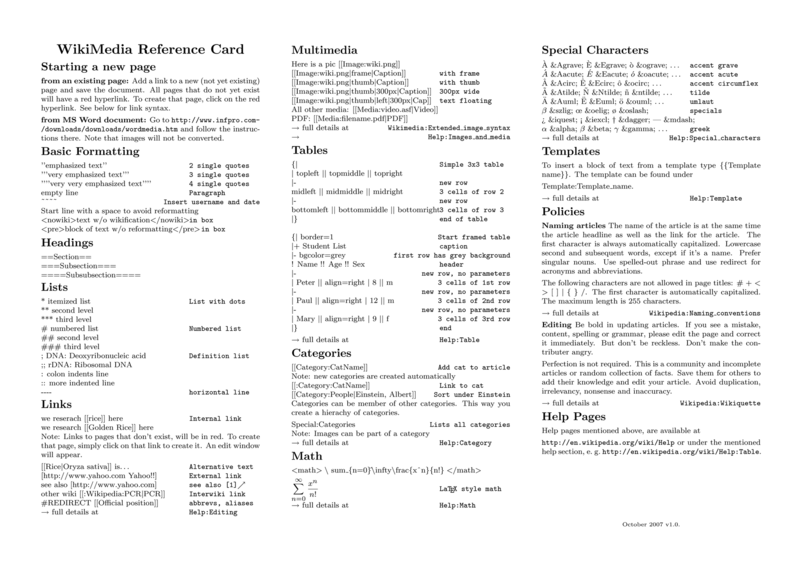 WikiMedia Reference Card
Starting a new page
from an existing page: Add a link to a new (not yet existing)
page and save the document. All pages that do not yet exist
will have a red hyperlink. To create that page, click on the red
hyperlink. See below for link syntax.
from MS Word document: Go to http://www.infpro.com-
/downloads/downloads/wordmedia.htm and follow the instruc-
tions there. Note that images will not be converted.
Basic Formatting
''emphasized text'' 2 single quotes
'''very emphasized text''' 3 single quotes
''''very very emphasized text'''' 4 single quotes
empty line Paragraph
~~~~ Insert username and date
Start line with a space to avoid reformatting
<nowiki>text w/o wikification</nowiki> in box
<pre>block of text w/o reformatting</pre> in box
Headings
==Section==
===Subsection===
====Subsubsection====
Lists
* itemized list List with dots
** second level
*** third level
# numbered list Numbered list
## second level
### third level
; DNA: Deoxyribonucleic acid Definition list
;; rDNA: Ribosomal DNA
: colon indents line
:: more indented line
---- horizontal line
Links
we reserach [[rice]] here Internal link
we research [[Golden Rice]] here
Note: Links to pages that don't exist, will be in red. To create
that page, simply click on that link to create it. An edit window
will appear.
[[Rice|Oryza sativa]] is... Alternative text
[http://www.yahoo.com Yahoo!!] External link
see also [http://www.yahoo.com] see also [1]↗
other wiki [[:Wikipedia:PCR|PCR]] Interwiki link
#REDIRECT [[Official position]] abbrevs, aliases
→ full details at Help:Editing
Multimedia
Here is a pic [[Image:wiki.png]]
[[Image:wiki.png|frame|Caption]] with frame
[[Image:wiki.png|thumb|Caption]] with thumb
[[Image:wiki.png|thumb|300px|Caption]] 300px wide
[[Image:wiki.png|thumb|left|300px|Cap]] text floating
All other media: [[Media:video.asf|Video]]
PDF: [[Media:filename.pdf|PDF]]
→ full details at Wikimedia:Extended_image_syntax
→ Help:Images_and_media
Tables
{| Simple 3x3 table
| topleft || topmiddle || topright
|- new row
midleft || midmiddle || midright 3 cells of row 2
|- new row
bottomleft || bottommiddle || bottomright 3 cells of row 3
|} end of table
{| border=1 Start framed table
|+ Student List caption
|- bgcolor=grey first row has grey background
! Name !! Age !! Sex header
|- new row, no parameters
| Peter || align=right | 8 || m 3 cells of 1st row
|- new row, no parameters
| Paul || align=right | 12 || m 3 cells of 2nd row
|- new row, no parameters
| Mary || align=right | 9 || f 3 cells of 3rd row
|} end
→ full details at Help:Table
Categories
[[Category:CatName]] Add cat to article
Note: new categories are created automatically
[[:Category:CatName]] Link to cat
[[Category:People|Einstein, Albert]] Sort under Einstein
Categories can be member of other categories. This way you
create a hierachy of categories.
Special:Categories Lists all categories
Note: Images can be part of a category
→ full details at Help:Category
Math
<math> \ sum_{n=0}\infty\frac{xˆn}{n!} </math>
∞
∑ xⁿ/n! LaTeX style math
n=0
→ full details at Help:Math
Special Characters
À &Agrave; È &Egrave; ò &ograve; ... accent grave
Á &Aacute; É &Eacute; ó &oacute; ... accent acute
Â &Acirc; Ê &Ecirc; ô &ocirc; ... accent circumflex
Ã &Atilde; Ñ &Ntilde; ñ &ntilde; ... tilde
Ä &Auml; Ë &Euml; ö &ouml; ... umlaut
ß &szlig; œ &oelig; ø &oslash; specials
¿ &iquest; ¡ &iexcl; † &dagger; — &mdash;
α &alpha; β &beta; γ &gamma; ... greek
→ full details at Help:Special_characters
Templates
To insert a block of text from a template type {{Template
name}}. The template can be found under
Template:Template_name.
→ full details at Help:Template
Policies
Naming articles The name of the article is at the same time
the article headline as well as the link for the article. The
first character is always automatically capitalized. Lowercase
second and subsequent words, except if it's a name. Prefer
singular nouns. Use spelled-out phrase and use redirect for
acronyms and abbreviations.
The following characters are not allowed in page titles: # + <
> [ ] | { } /. The first character is automatically capitalized.
The maximum length is 255 characters.
→ full details at Wikipedia:Naming_conventions
Editing Be bold in updating articles. If you see a mistake,
content, spelling or grammar, please edit the page and correct
it immediately. But don't be reckless. Don't make the con-
tributer angry.
Perfection is not required. This is a community and incomplete
articles or random collection of facts. Save them for others to
add their knowledge and edit your article. Avoid duplication,
irrelevancy, nonsense and inaccuracy.
→ full details at Wikipedia:Wikiquette
Help Pages
Help pages mentioned above, are available at
http://en.wikipedia.org/wiki/Help or under the mentioned
help section, e. g. http://en.wikipedia.org/wiki/Help:Table.
October 2007 v1.0.